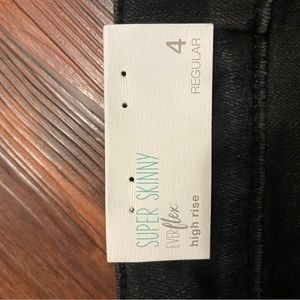 SUPER SKINNY
EVERflex
high rise
4
REGULAR